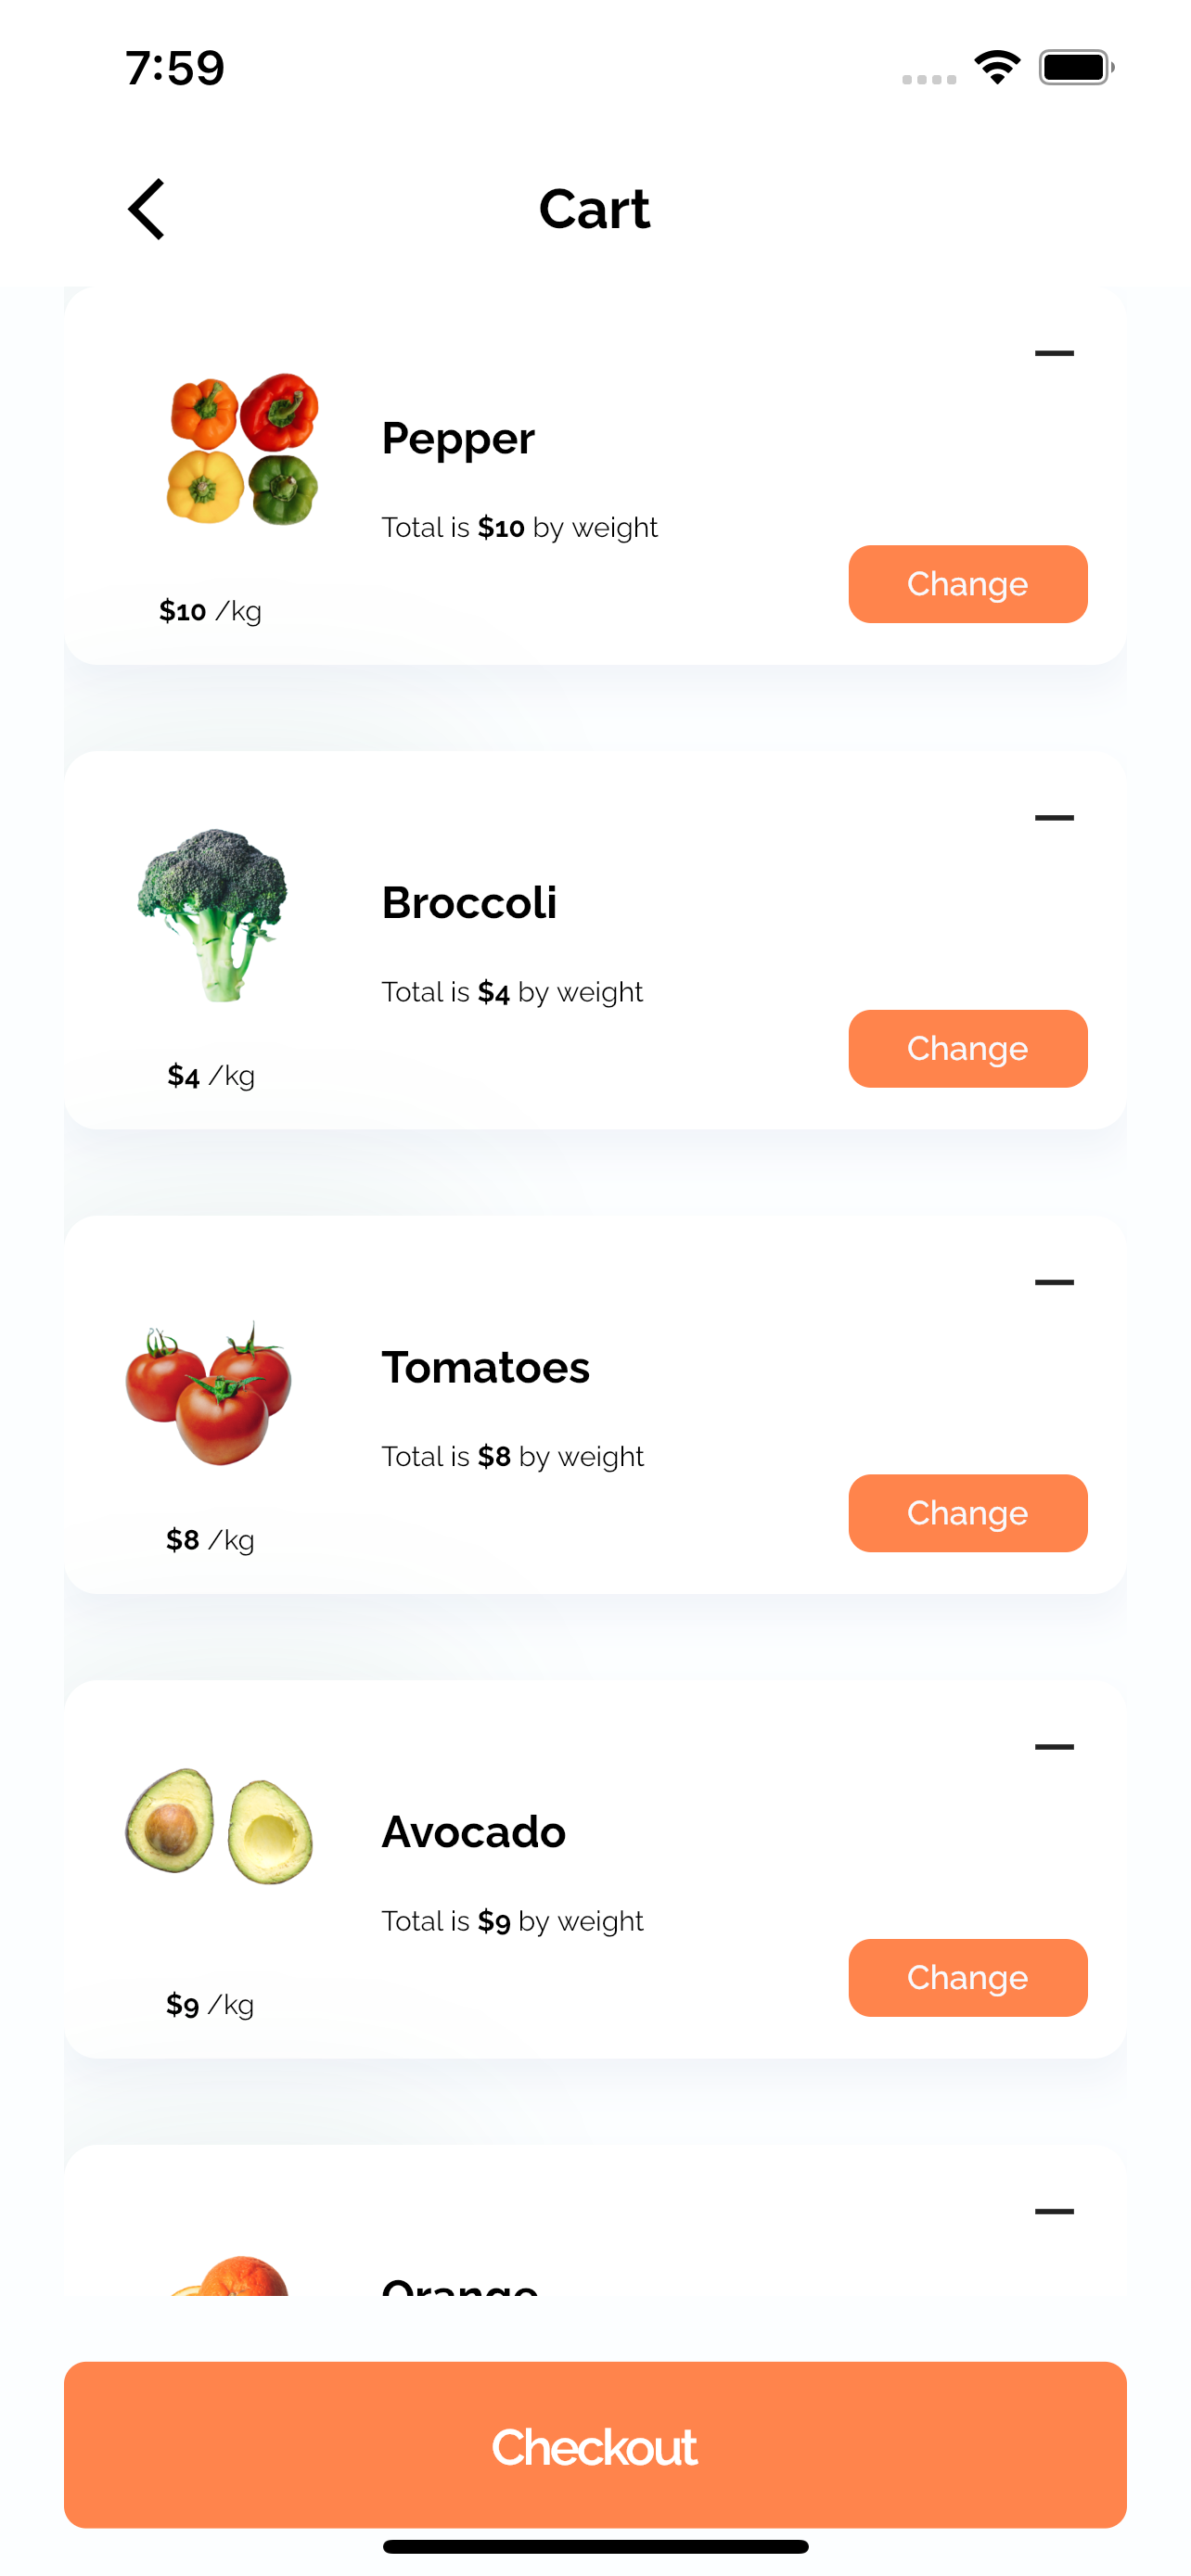 7:59
Cart
Pepper
Total is $10 by weight
Change
$10 /kg
Broccoli
Total is $4 by weight
Change
$4 /kg
Tomatoes
Total is $8 by weight
Change
$8 /kg
Avocado
Total is $9 by weight
Change
$9 /kg
Orange
Checkout